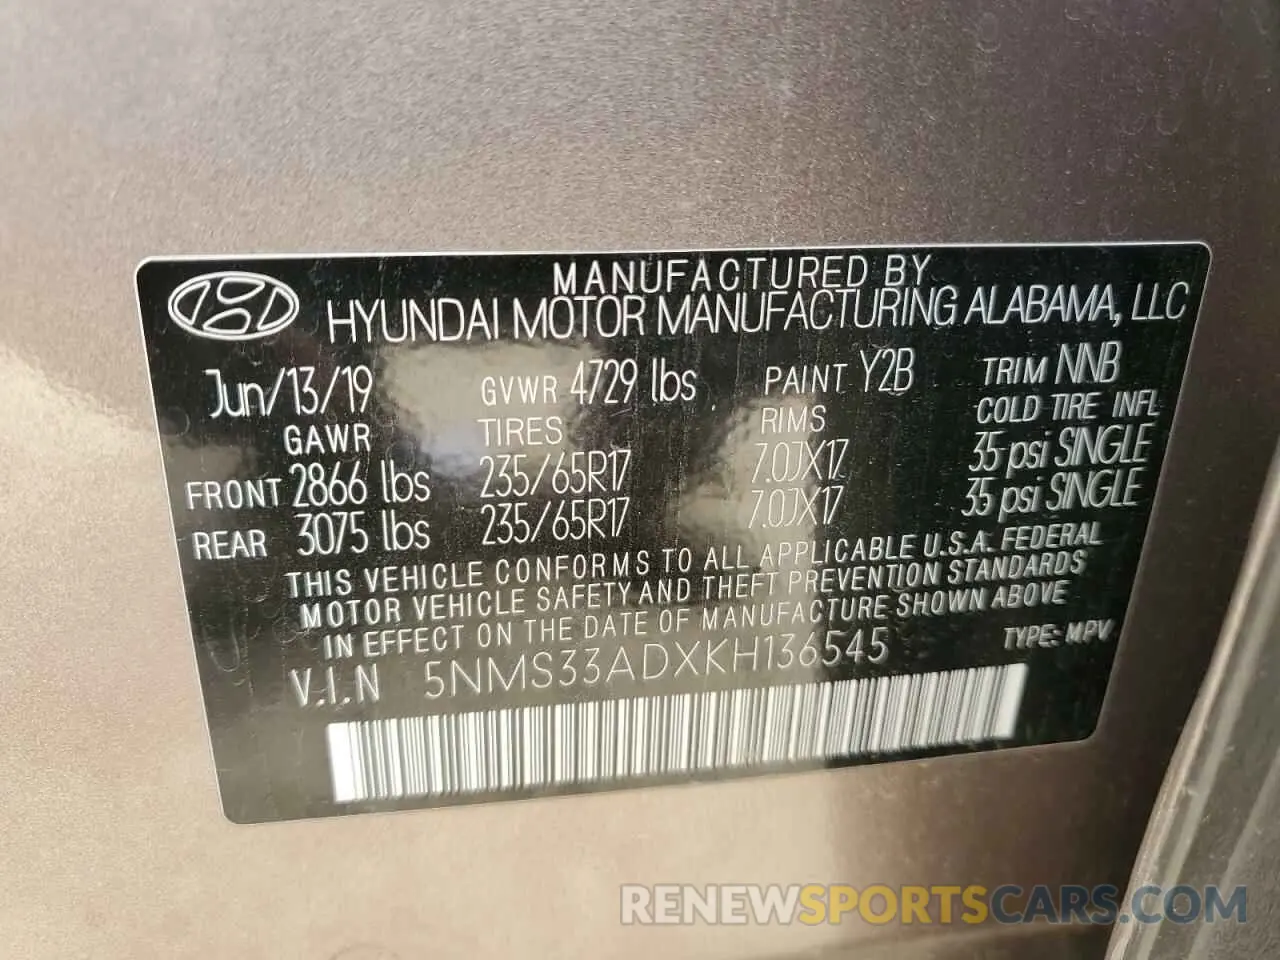 MANUFACTURED BY
HYUNDAI MOTOR MANUFACTURING ALABAMA, LLC
Jun/13/19 GVWR 4729 lbs PAINT Y2B TRIM NNB
GAWR TIRES RIMS COLD TIRE INFL
FRONT 2866 lbs 235/65R17 7.0JX17 35 psi SINGLE
REAR 3075 lbs 235/65R17 7.0JX17 35 psi SINGLE
THIS VEHICLE CONFORMS TO ALL APPLICABLE U.S.A. FEDERAL
MOTOR VEHICLE SAFETY AND THEFT PREVENTION STANDARDS
IN EFFECT ON THE DATE OF MANUFACTURE SHOWN ABOVE
V.I.N 5NMS33ADXKH136545 TYPE: MPV
RENEWSPORTSCARS.COM